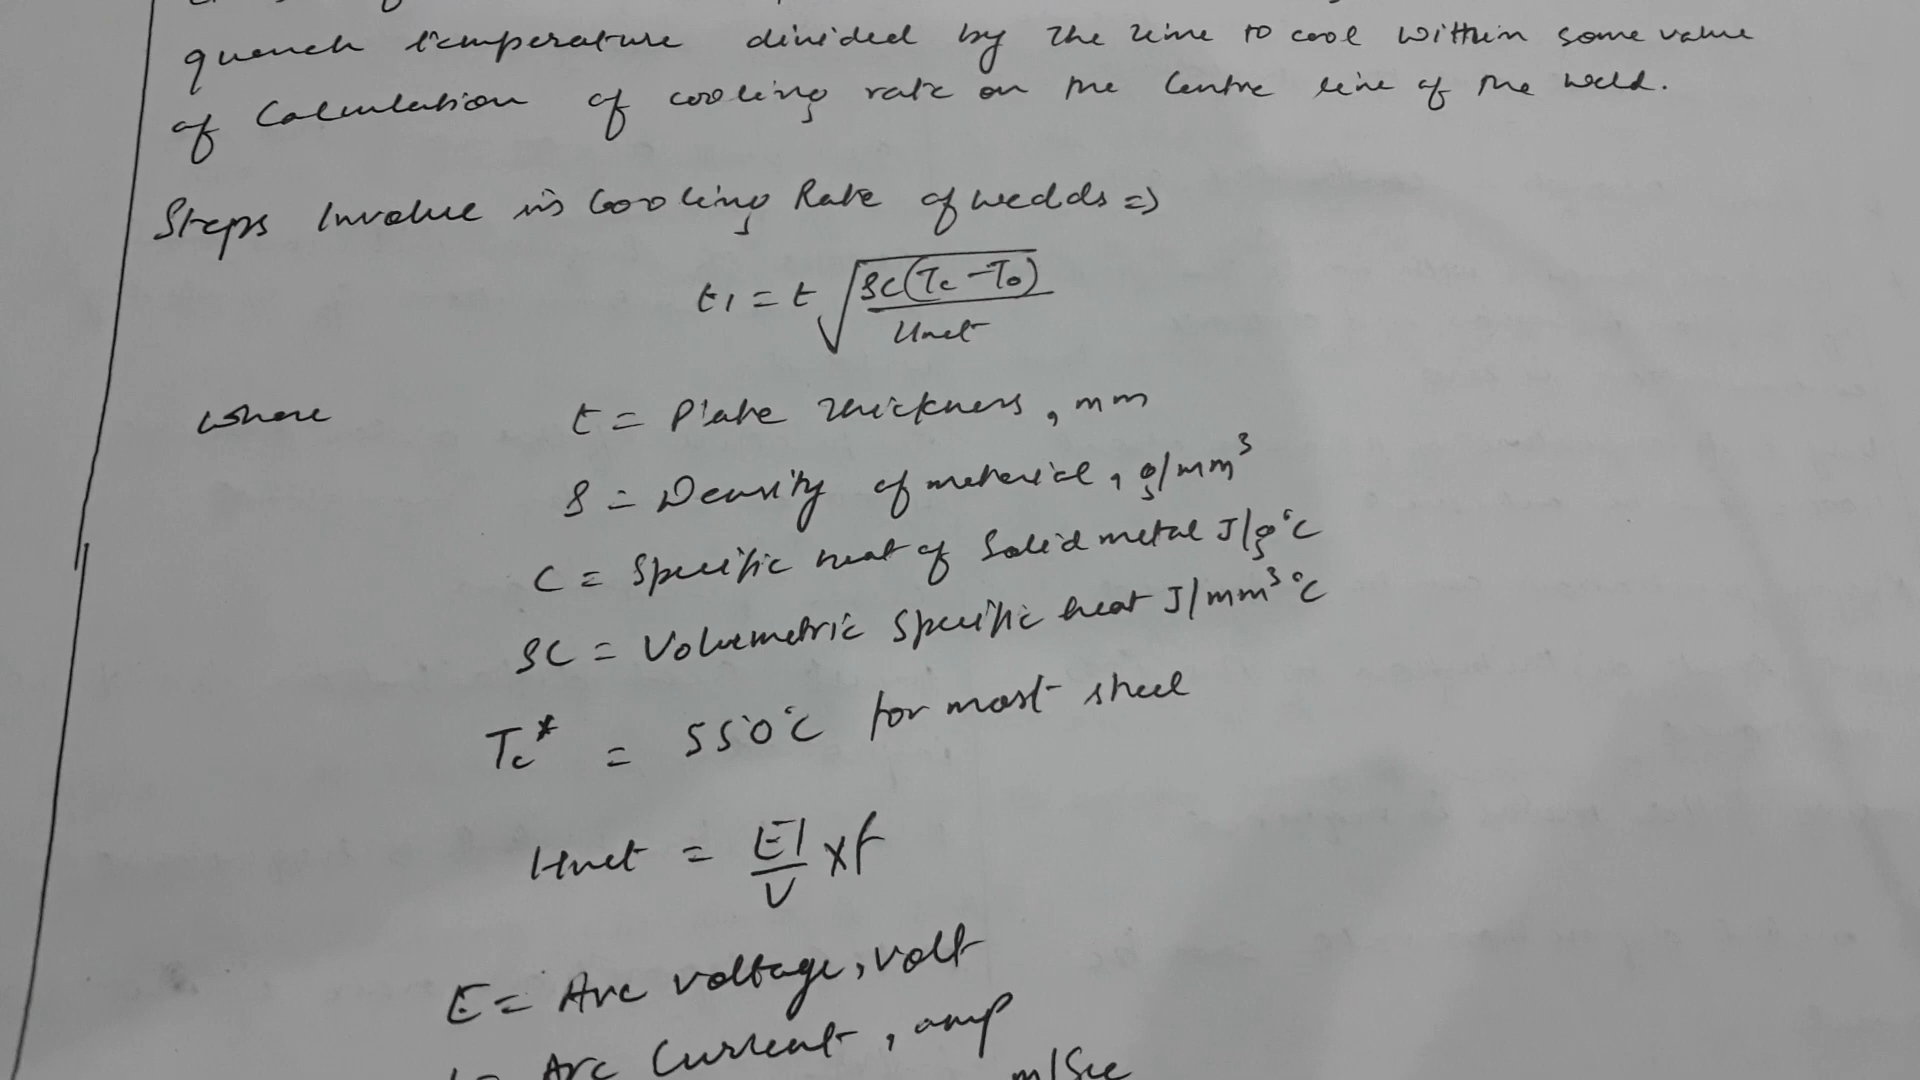 quench temperature divided by the time to cool within some value
of Calculation of cooling rate on the Centre line of the weld.
Steps Involve in Cooling Rate of wedds ⇒
t1 = t √(ρc(Tc - To) / Hnet)
where
t = Plate thickness, mm
ρ = Density of material, g/mm³
C = Specific heat of Solid metal J/g°C
ρC = Volumetric Specific heat J/mm³ °C
Tc* = 550°C for most steel
Hnet = EI/V × f
E = Arc voltage, volt
Arc Current, amp
m/Sec